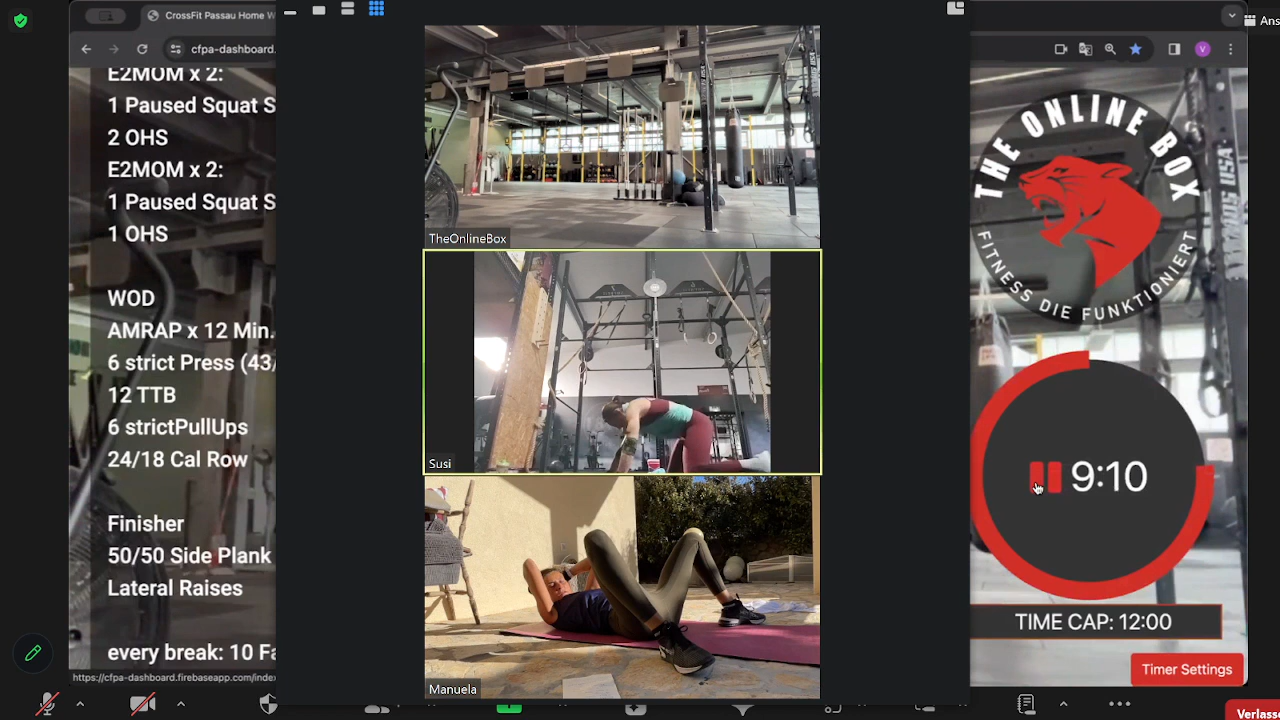 CrossFit Passau Home W
Ans
cfpa-dashboard.
V
E2MOM x 2:
1 Paused Squat S
2 OHS
E2MOM x 2:
1 Paused Squat S
1 OHS
WOD
AMRAP x 12 Min.
6 strict Press (43/
12 TTB
6 strictPullUps
24/18 Cal Row
Finisher
50/50 Side Plank
Lateral Raises
every break: 10 Fa
https://cfpa-dashboard.firebaseapp.com/index
TheOnlineBox
Susi
Manuela
THE ONLINE BOX
FITNESS DIE FUNKTIONIERT
9:10
TIME CAP: 12:00
Timer Settings
Verlasse